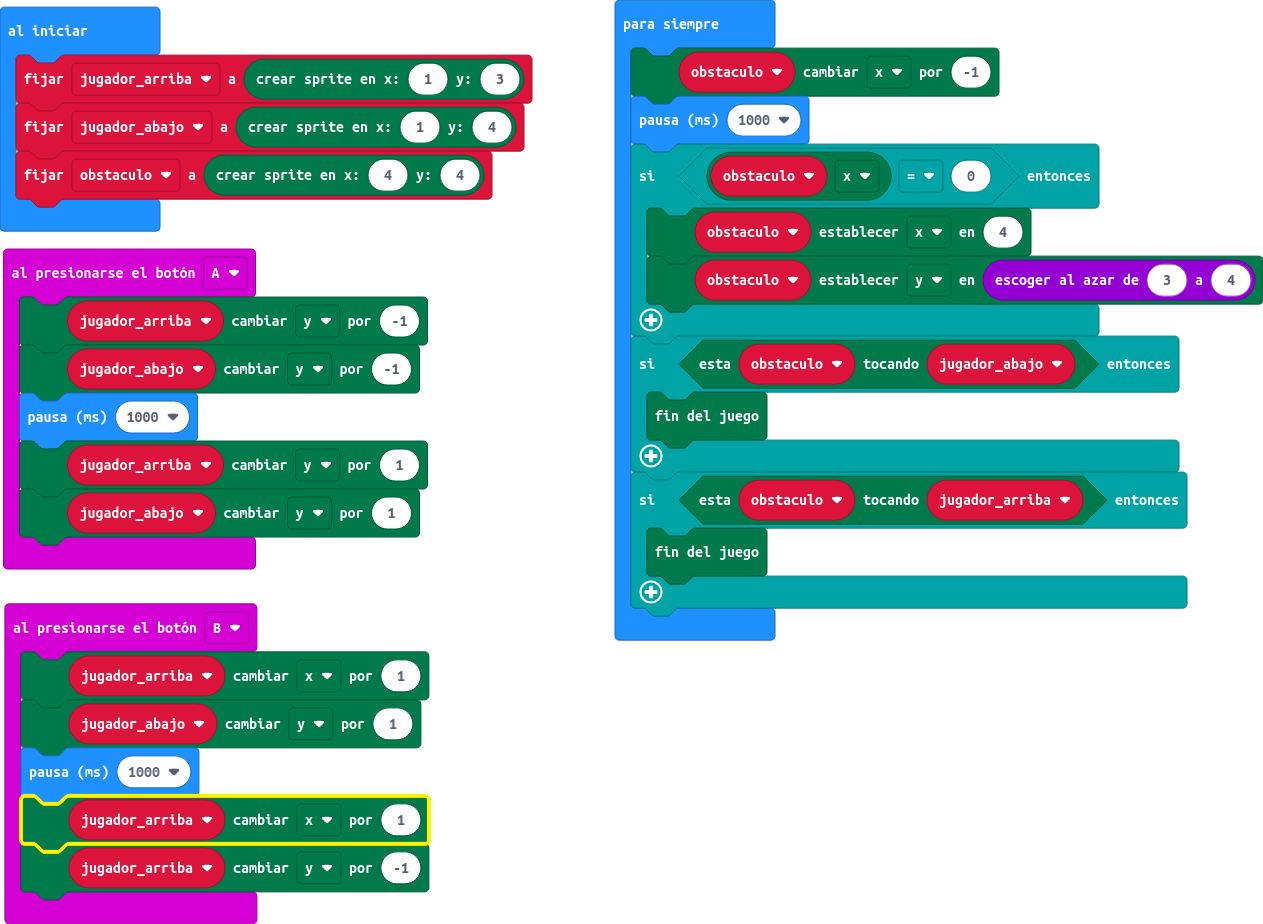 al iniciar
fijar jugador_arriba a crear sprite en x: 1 y: 3
fijar jugador_abajo a crear sprite en x: 1 y: 4
fijar obstaculo a crear sprite en x: 4 y: 4
al presionarse el botón A
jugador_arriba cambiar y por -1
jugador_abajo cambiar y por -1
pausa (ms) 1000
jugador_arriba cambiar y por 1
jugador_abajo cambiar y por 1
al presionarse el botón B
jugador_arriba cambiar x por 1
jugador_abajo cambiar y por 1
pausa (ms) 1000
jugador_arriba cambiar x por 1
jugador_arriba cambiar y por -1
para siempre
obstaculo cambiar x por -1
pausa (ms) 1000
si obstaculo x = 0 entonces
obstaculo establecer x en 4
obstaculo establecer y en escoger al azar de 3 a 4
si esta obstaculo tocando jugador_abajo entonces
fin del juego
si esta obstaculo tocando jugador_arriba entonces
fin del juego